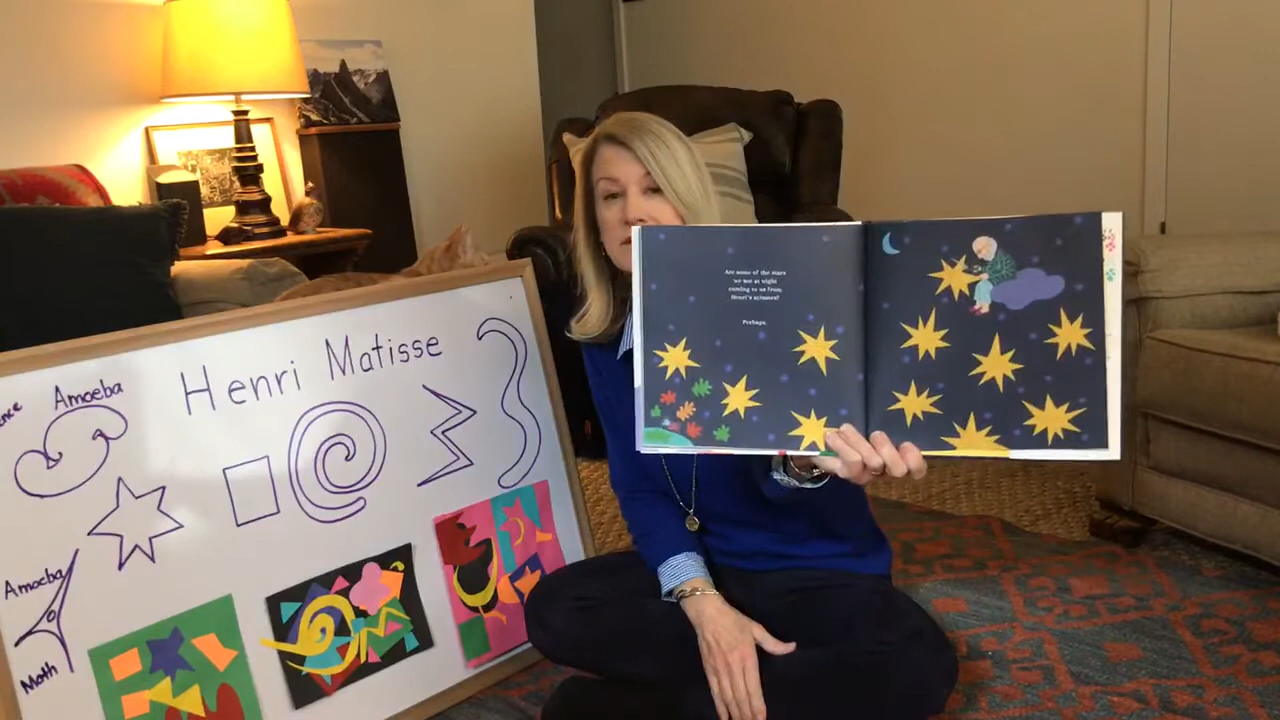 Henri Matisse
Amoeba
Amoeba
Math
Are some of the stars
we see at night
coming to us from
Henri's scissors?
Perhaps.